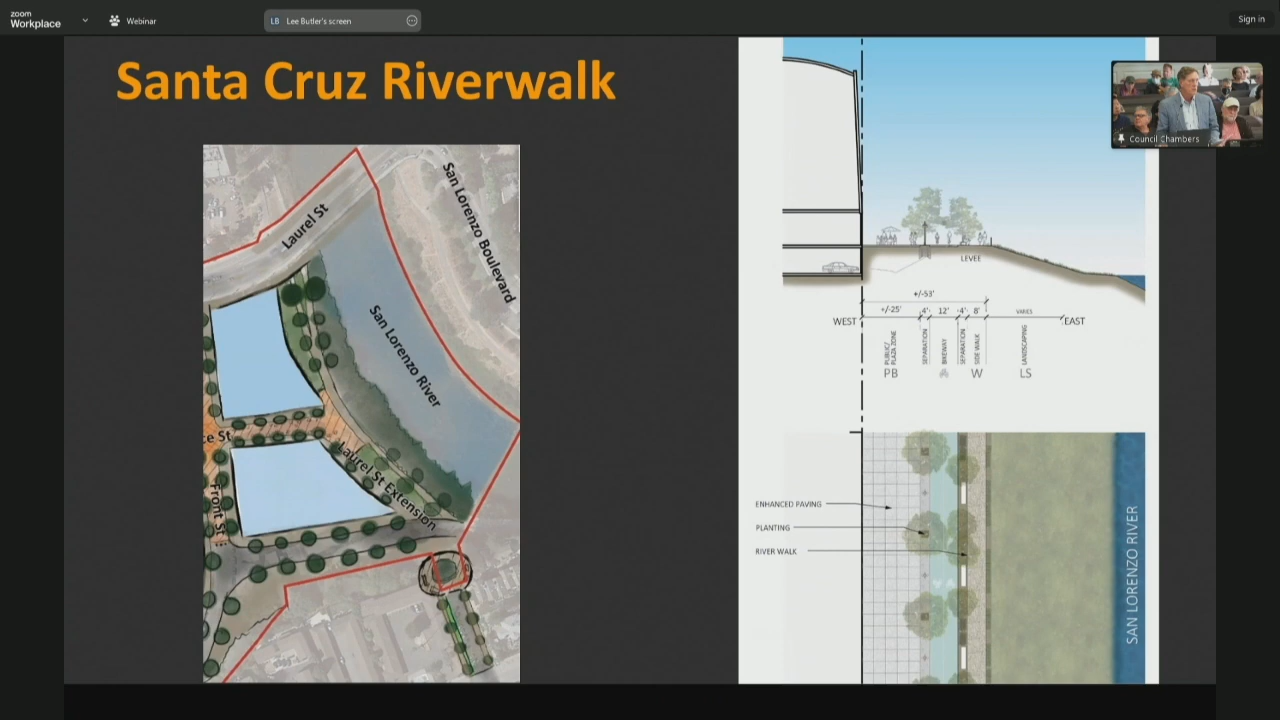 zoom
Workplace
Webinar
LB Lee Butler's screen
Sign in
Santa Cruz Riverwalk
Council Chambers
Laurel St
San Lorenzo Boulevard
San Lorenzo River
ce St
Laurel St Extension
Front St
LEVEE
+/-53'
+/-25'
4'
12'
4'
8'
VARIES
WEST
EAST
PUBLIC/
PLAZA ZONE
SEPARATION
BIKEWAY
SEPARATION
SIDE WALK
LANDSCAPING
PB
W
LS
ENHANCED PAVING
PLANTING
RIVER WALK
SAN LORENZO RIVER